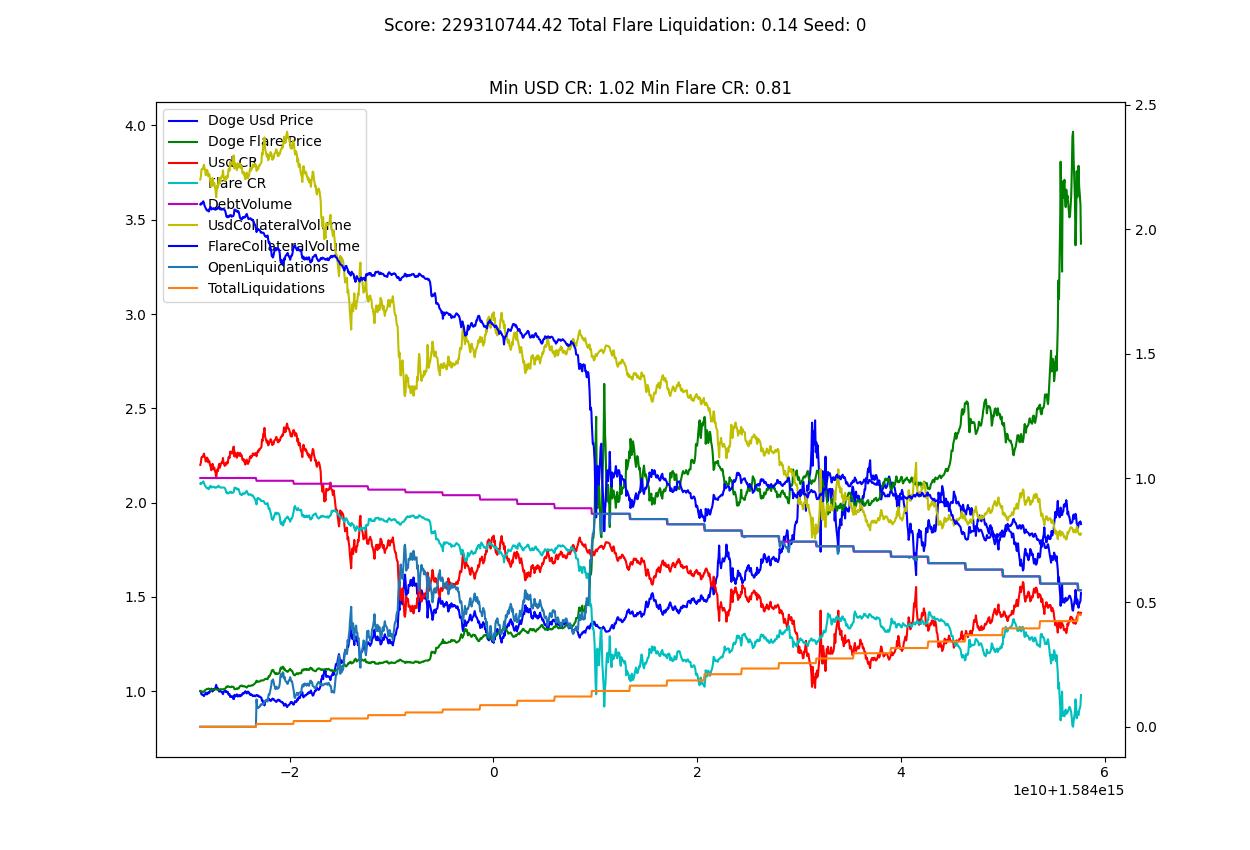 Score: 229310744.42 Total Flare Liquidation: 0.14 Seed: 0
Min USD CR: 1.02 Min Flare CR: 0.81
Doge Usd Price
Doge Flare Price
Usd CR
Flare CR
DebtVolume
UsdCollateralVolume
FlareCollateralVolume
OpenLiquidations
TotalLiquidations
4.0
3.5
3.0
2.5
2.0
1.5
1.0
2.5
2.0
1.5
1.0
0.5
0.0
−2 0 2 4 6
1e10+1.584e15